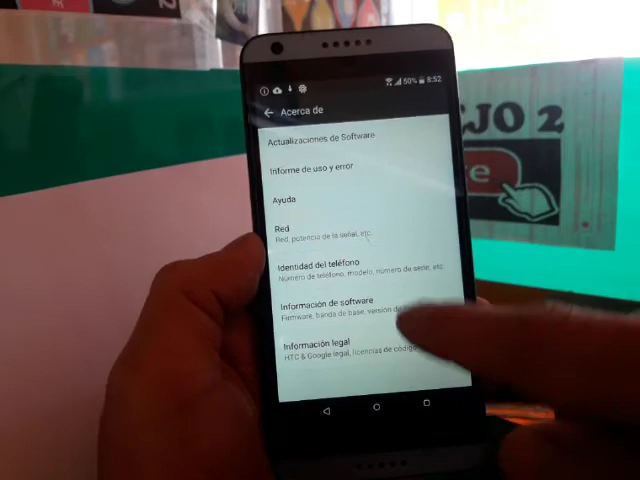 50% 8:52
Acerca de
Actualizaciones de Software
Informe de uso y error
Ayuda
Red
Red, potencia de la señal, etc.
Identidad del teléfono
Número de teléfono, modelo, número de serie, etc.
Información de software
Firmware, banda de base, versión de
Información legal
HTC & Google legal, licencias de código
JO 2
e
2